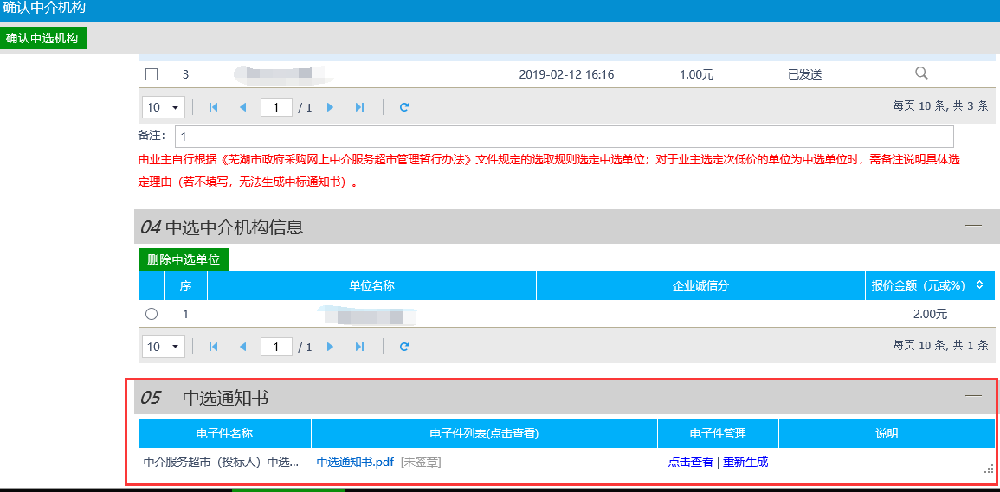 确认中介机构
确认中选机构
3 2019-02-12 16:16 1.00元 已发送
10 1 / 1 每页 10 条, 共 3 条
备注: 1
由业主自行根据《芜湖市政府采购网上中介服务超市管理暂行办法》文件规定的选取规则选定中选单位；对于业主选定次低价的单位为中选单位时，需备注说明具体选
定理由（若不填写，无法生成中标通知书）。
04 中选中介机构信息
删除中选单位
序 单位名称 企业诚信分 报价金额（元或%）
1 2.00元
10 1 / 1 每页 10 条, 共 1 条
05 中选通知书
电子件名称 电子件列表(点击查看) 电子件管理 说明
中介服务超市（投标人）中选... 中选通知书.pdf [未签章] 点击查看 | 重新生成